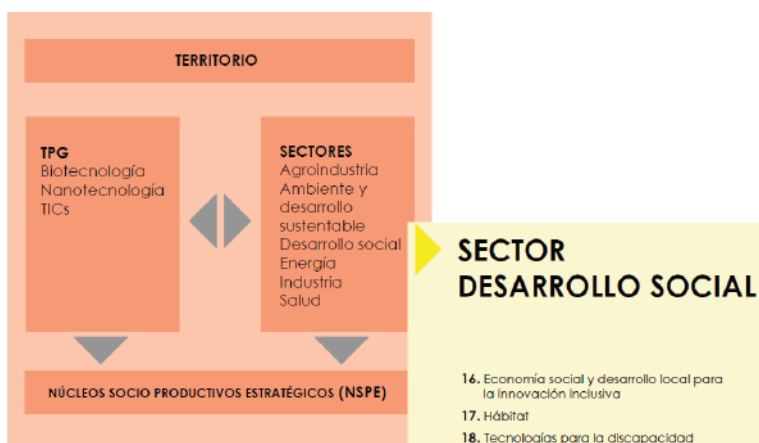 TERRITORIO
TPG
Biotecnología
Nanotecnología
TICs
SECTORES
Agroindustria
Ambiente y
desarrollo
sustentable
Desarrollo social
Energía
Industria
Salud
NÚCLEOS SOCIO PRODUCTIVOS ESTRATÉGICOS (NSPE)
SECTOR
DESARROLLO SOCIAL
16. Economía social y desarrollo local para
la innovación inclusiva
17. Hábitat
18. Tecnologías para la discapacidad